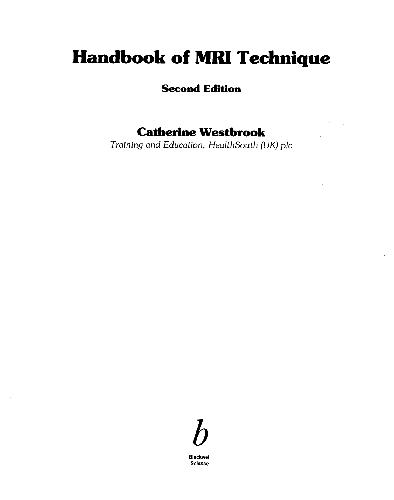 Handbook of MRI Technique
Second Edition
Catherine Westbrook
Training and Education, HealthSouth (UK) plc
b
Blackwell
Science